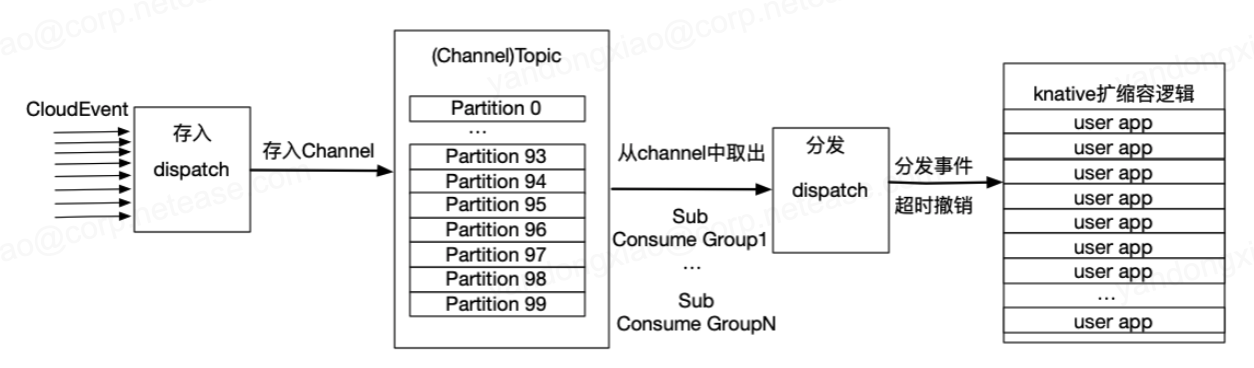 CloudEvent
存入
dispatch
存入Channel
(Channel)Topic
Partition 0
...
Partition 93
Partition 94
Partition 95
Partition 96
Partition 97
Partition 98
Partition 99
从channel中取出
Sub
Consume Group1
...
Sub
Consume GroupN
分发
dispatch
分发事件
超时撤销
knative扩缩容逻辑
user app
user app
user app
user app
user app
user app
user app
...
user app
yandongxiao@corp.netease.com